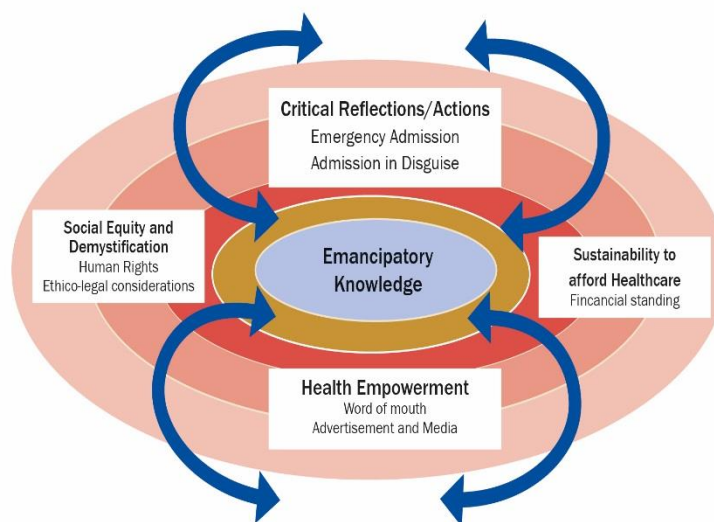 Critical Reflections/Actions
Emergency Admission
Admission in Disguise
Social Equity and
Demystification
Human Rights
Ethico-legal considerations
Emancipatory
Knowledge
Sustainability to
afford Healthcare
Fincancial standing
Health Empowerment
Word of mouth
Advertisement and Media